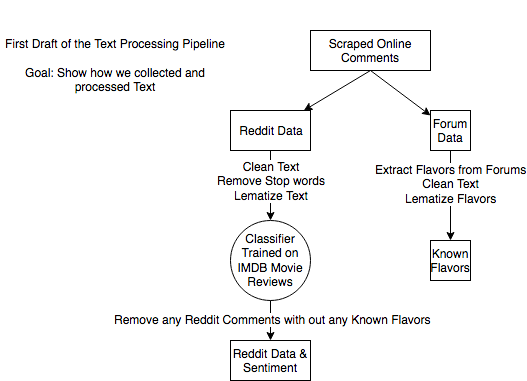 First Draft of the Text Processing Pipeline
Goal: Show how we collected and
processed Text
Scraped Online
Comments
Reddit Data
Forum
Data
Clean Text
Remove Stop words
Lematize Text
Extract Flavors from Forums
Clean Text
Lematize Flavors
Classifier
Trained on
IMDB Movie
Reviews
Known
Flavors
Remove any Reddit Comments with out any Known Flavors
Reddit Data &
Sentiment